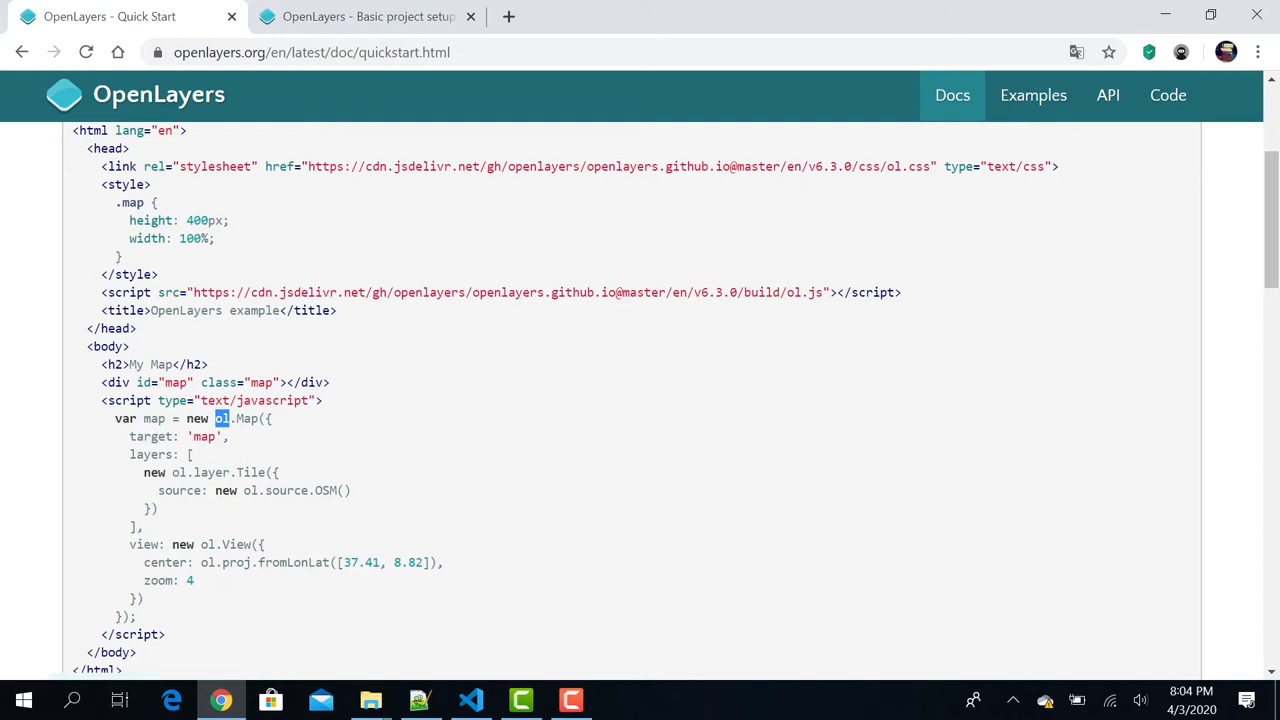 OpenLayers - Quick Start
OpenLayers - Basic project setup
openlayers.org/en/latest/doc/quickstart.html
OpenLayers
Docs
Examples
API
Code
<html lang="en">
<head>
<link rel="stylesheet" href="https://cdn.jsdelivr.net/gh/openlayers/openlayers.github.io@master/en/v6.3.0/css/ol.css" type="text/css">
<style>
.map {
height: 400px;
width: 100%;
}
</style>
<script src="https://cdn.jsdelivr.net/gh/openlayers/openlayers.github.io@master/en/v6.3.0/build/ol.js"></script>
<title>OpenLayers example</title>
</head>
<body>
<h2>My Map</h2>
<div id="map" class="map"></div>
<script type="text/javascript">
var map = new ol.Map({
target: 'map',
layers: [
new ol.layer.Tile({
source: new ol.source.OSM()
})
],
view: new ol.View({
center: ol.proj.fromLonLat([37.41, 8.82]),
zoom: 4
})
});
</script>
</body>
</html>
8:04 PM
4/3/2020